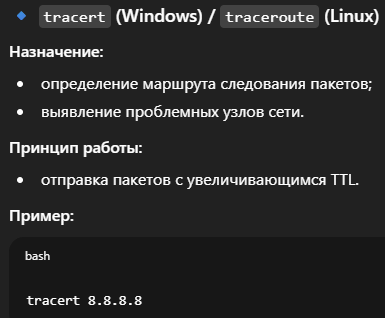 tracert (Windows) / traceroute (Linux)
Назначение:
• определение маршрута следования пакетов;
• выявление проблемных узлов сети.
Принцип работы:
• отправка пакетов с увеличивающимся TTL.
Пример:
bash
tracert 8.8.8.8